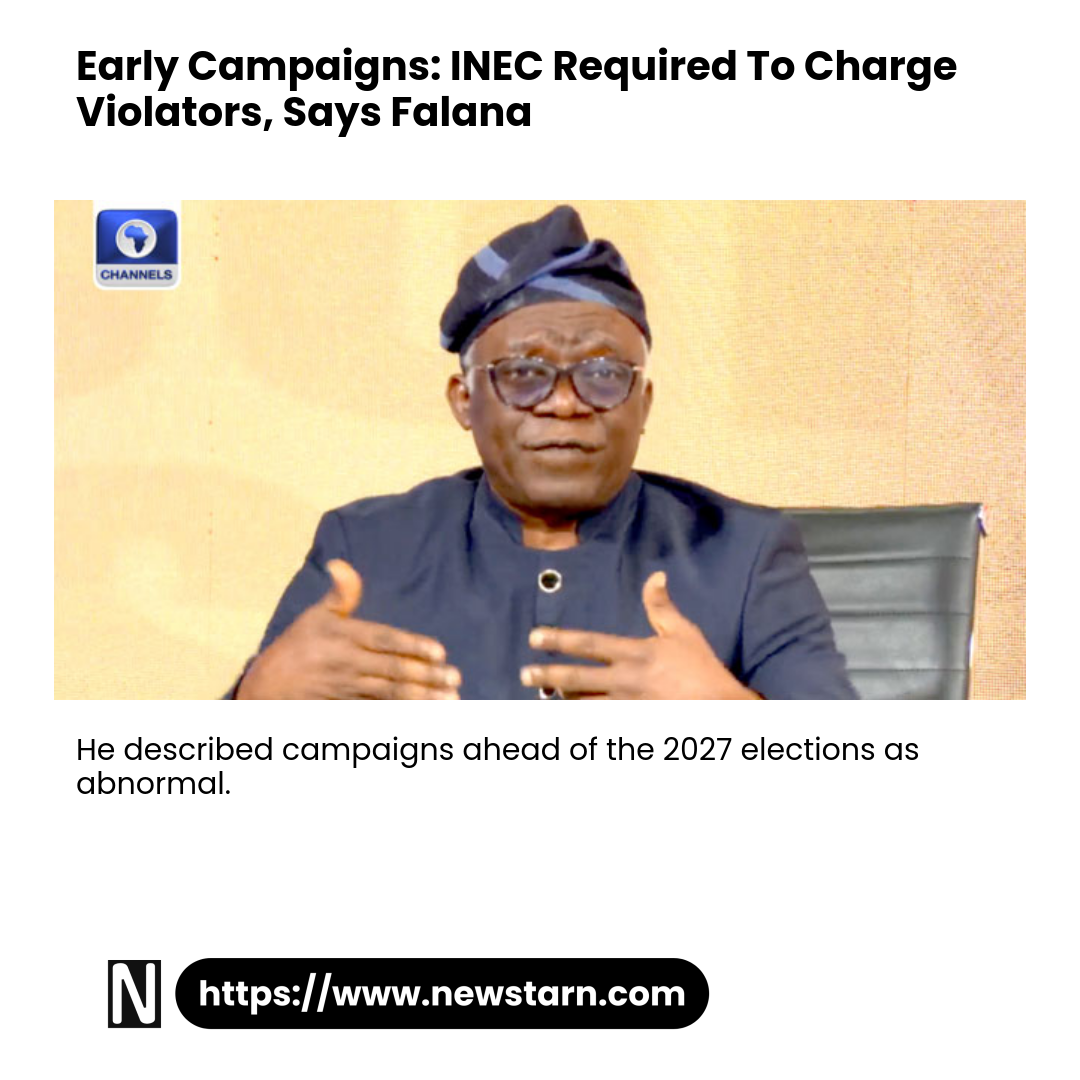 Early Campaigns: INEC Required To Charge
Violators, Says Falana
CHANNELS
He described campaigns ahead of the 2027 elections as
abnormal.
N https://www.newstarn.com